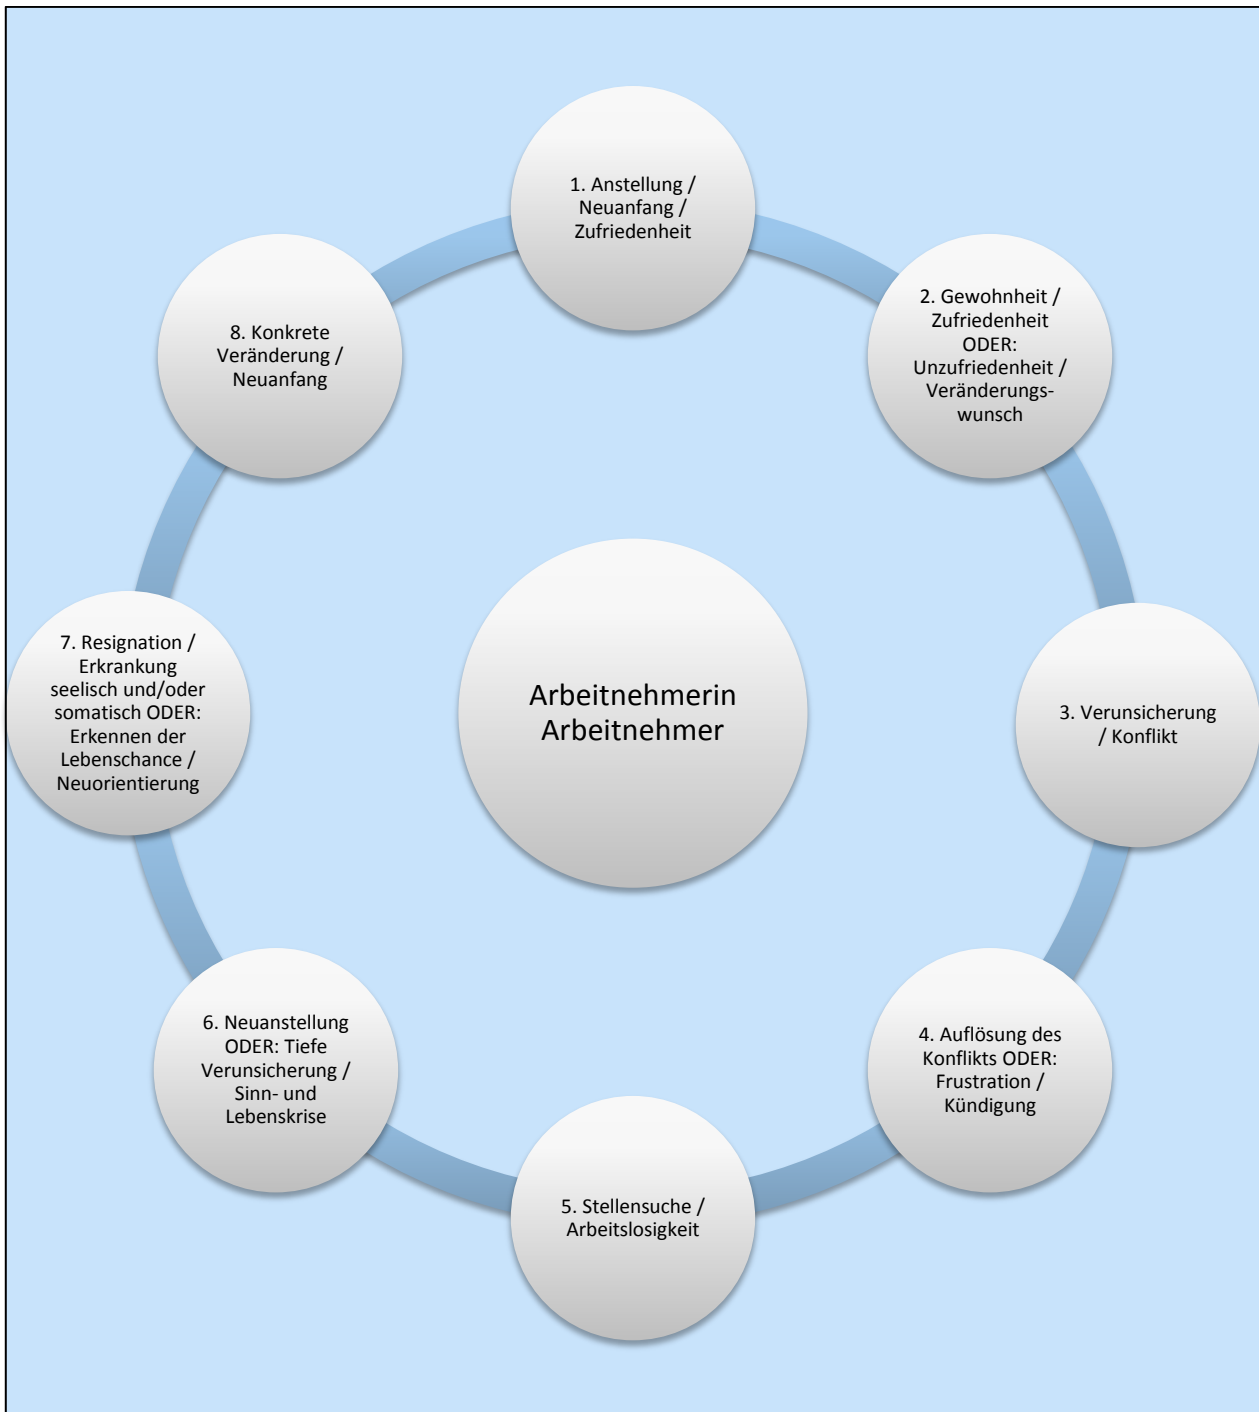 1. Anstellung /
Neuanfang /
Zufriedenheit
2. Gewohnheit /
Zufriedenheit
ODER:
Unzufriedenheit /
Veränderungs-
wunsch
3. Verunsicherung
/ Konflikt
4. Auflösung des
Konflikts ODER:
Frustration /
Kündigung
5. Stellensuche /
Arbeitslosigkeit
6. Neuanstellung
ODER: Tiefe
Verunsicherung /
Sinn- und
Lebenskrise
7. Resignation /
Erkrankung
seelisch und/oder
somatisch ODER:
Erkennen der
Lebenschance /
Neuorientierung
8. Konkrete
Veränderung /
Neuanfang
Arbeitnehmerin
Arbeitnehmer